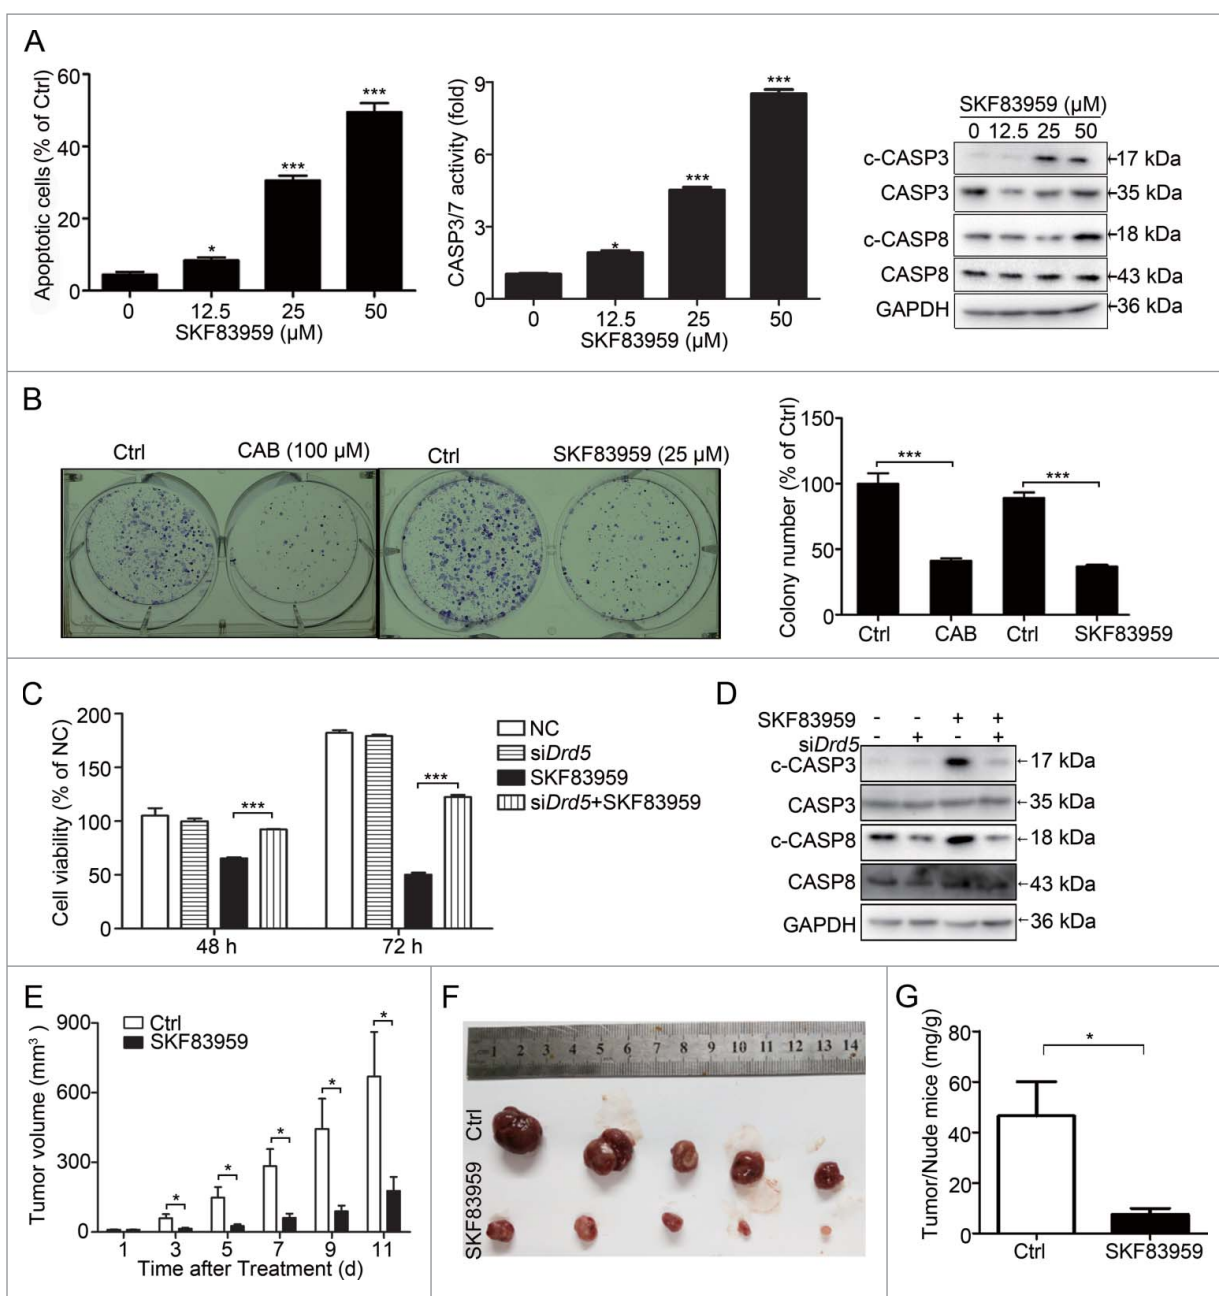 A
Apoptotic cells (% of Ctrl)
60
40
20
0
*
***
***
0 12.5 25 50
SKF83959 (µM)
CASP3/7 activity (fold)
9
6
3
0
*
***
***
0 12.5 25 50
SKF83959 (µM)
SKF83959 (µM)
0 12.5 25 50
c-CASP3 17 kDa
CASP3 35 kDa
c-CASP8 18 kDa
CASP8 43 kDa
GAPDH 36 kDa
B
Ctrl CAB (100 µM) Ctrl SKF83959 (25 µM)
Colony number (% of Ctrl)
150
100
50
0
*** ***
Ctrl CAB Ctrl SKF83959
C
Cell viability (% of NC)
200
150
100
50
0
*** ***
48 h 72 h
NC
siDrd5
SKF83959
siDrd5+SKF83959
D
SKF83959 - - + +
siDrd5 - + - +
c-CASP3 17 kDa
CASP3 35 kDa
c-CASP8 18 kDa
CASP8 43 kDa
GAPDH 36 kDa
E
Tumor volume (mm³)
900
600
300
0
Ctrl
SKF83959
* * * * *
1 3 5 7 9 11
Time after Treatment (d)
F
1 2 3 4 5 6 7 8 9 10 11 12 13 14
Ctrl
SKF83959
G
Tumor/Nude mice (mg/g)
80
60
40
20
0
*
Ctrl SKF83959